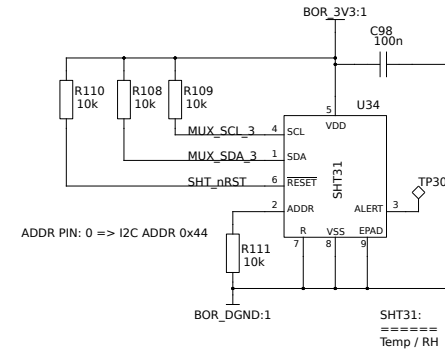 BOR_3V3:1
C98
100n
R110
10k
R108
10k
R109
10k
U34
5
VDD
MUX_SCL_3
4
SCL
MUX_SDA_3
1
SDA
SHT_nRST
6
RESET
SHT31
2
ADDR
ALERT
3
TP30
ADDR PIN: 0 => I2C ADDR 0x44
R111
10k
R
VSS
EPAD
7
8
9
BOR_DGND:1
SHT31:
======
Temp / RH